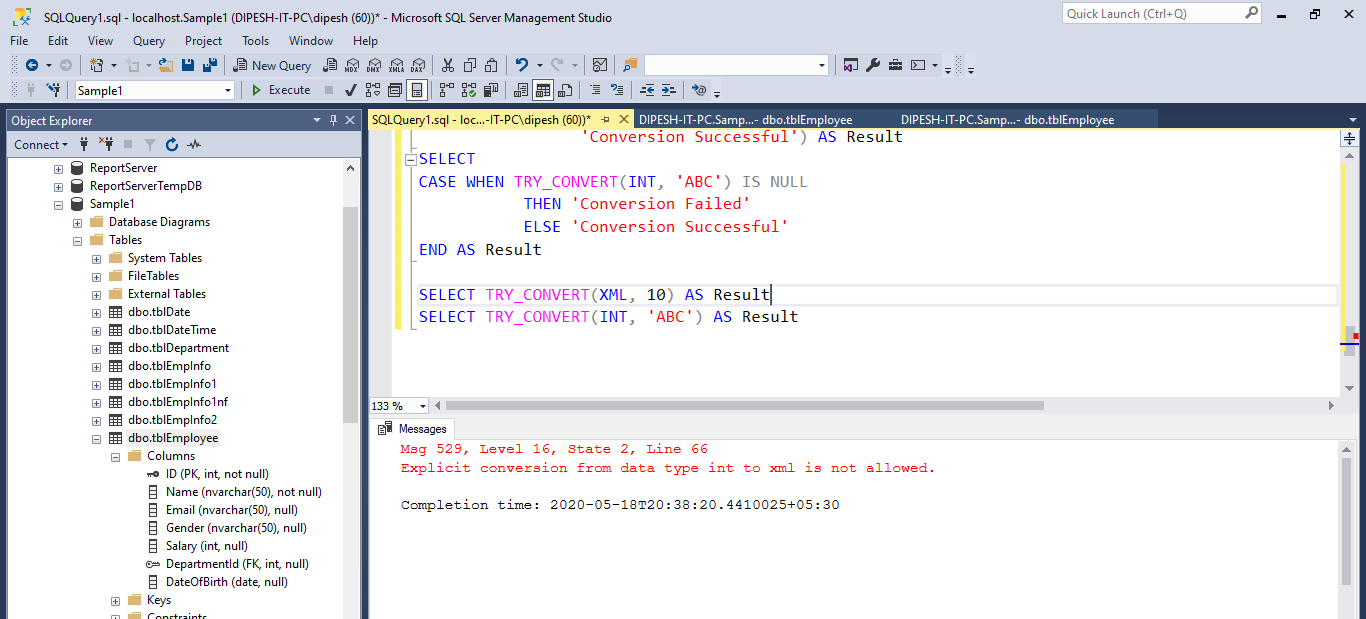 SQLQuery1.sql - localhost.Sample1 (DIPESH-IT-PC\dipesh (60))* - Microsoft SQL Server Management Studio
Quick Launch (Ctrl+Q)
File Edit View Query Project Tools Window Help
New Query MDX DMX XMLA DAX
Sample1 Execute
Object Explorer
Connect
ReportServer
ReportServerTempDB
Sample1
Database Diagrams
Tables
System Tables
FileTables
External Tables
dbo.tblDate
dbo.tblDateTime
dbo.tblDepartment
dbo.tblEmpInfo
dbo.tblEmpInfo1
dbo.tblEmpInfo1nf
dbo.tblEmpInfo2
dbo.tblEmployee
Columns
ID (PK, int, not null)
Name (nvarchar(50), not null)
Email (nvarchar(50), null)
Gender (nvarchar(50), null)
Salary (int, null)
DepartmentId (FK, int, null)
DateOfBirth (date, null)
Keys
Constraints
SQLQuery1.sql - loc...-IT-PC\dipesh (60))* DIPESH-IT-PC.Samp...- dbo.tblEmployee DIPESH-IT-PC.Samp...- dbo.tblEmployee
'Conversion Successful') AS Result
SELECT
CASE WHEN TRY_CONVERT(INT, 'ABC') IS NULL
THEN 'Conversion Failed'
ELSE 'Conversion Successful'
END AS Result
SELECT TRY_CONVERT(XML, 10) AS Result
SELECT TRY_CONVERT(INT, 'ABC') AS Result
133 %
Messages
Msg 529, Level 16, State 2, Line 66
Explicit conversion from data type int to xml is not allowed.
Completion time: 2020-05-18T20:38:20.4410025+05:30